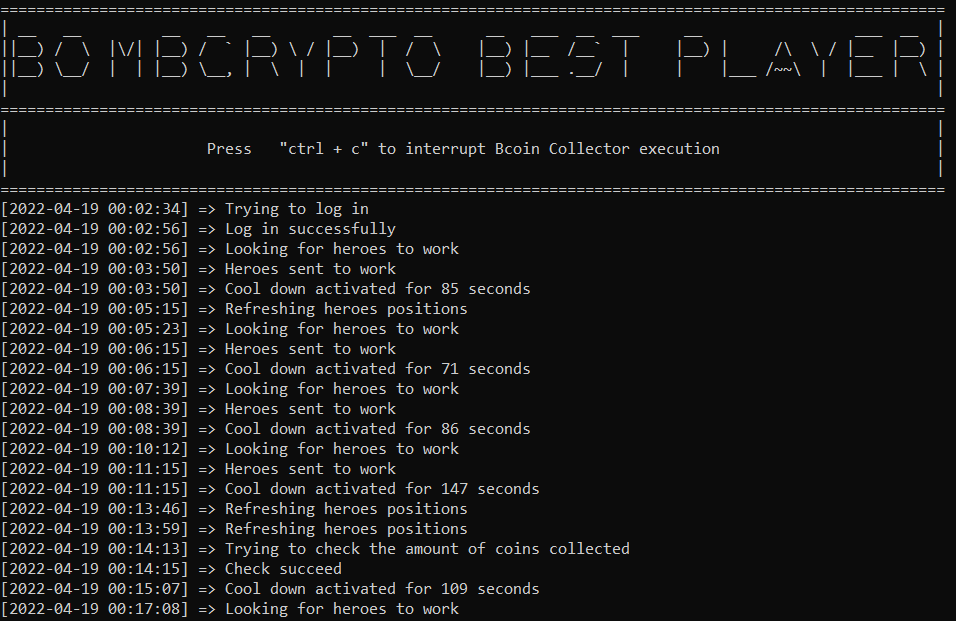 BOMBCRYPTO BEST PLAYER
Press "ctrl + c" to interrupt Bcoin Collector execution
[2022-04-19 00:02:34] => Trying to log in
[2022-04-19 00:02:56] => Log in successfully
[2022-04-19 00:02:56] => Looking for heroes to work
[2022-04-19 00:03:50] => Heroes sent to work
[2022-04-19 00:03:50] => Cool down activated for 85 seconds
[2022-04-19 00:05:15] => Refreshing heroes positions
[2022-04-19 00:05:23] => Looking for heroes to work
[2022-04-19 00:06:15] => Heroes sent to work
[2022-04-19 00:06:15] => Cool down activated for 71 seconds
[2022-04-19 00:07:39] => Looking for heroes to work
[2022-04-19 00:08:39] => Heroes sent to work
[2022-04-19 00:08:39] => Cool down activated for 86 seconds
[2022-04-19 00:10:12] => Looking for heroes to work
[2022-04-19 00:11:15] => Heroes sent to work
[2022-04-19 00:11:15] => Cool down activated for 147 seconds
[2022-04-19 00:13:46] => Refreshing heroes positions
[2022-04-19 00:13:59] => Refreshing heroes positions
[2022-04-19 00:14:13] => Trying to check the amount of coins collected
[2022-04-19 00:14:15] => Check succeed
[2022-04-19 00:15:07] => Cool down activated for 109 seconds
[2022-04-19 00:17:08] => Looking for heroes to work